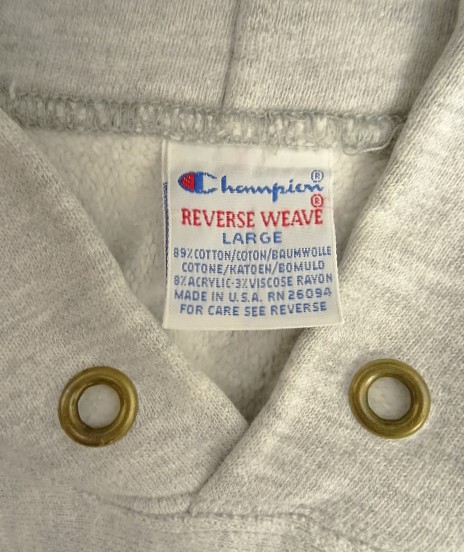 Champion ®
REVERSE WEAVE ®
LARGE
89%COTTON/COTON/BAUMWOLLE
COTONE/KATOEN/BOMULD
8%ACRYLIC-3%VISCOSE RAYON
MADE IN U.S.A. RN 26094
FOR CARE SEE REVERSE